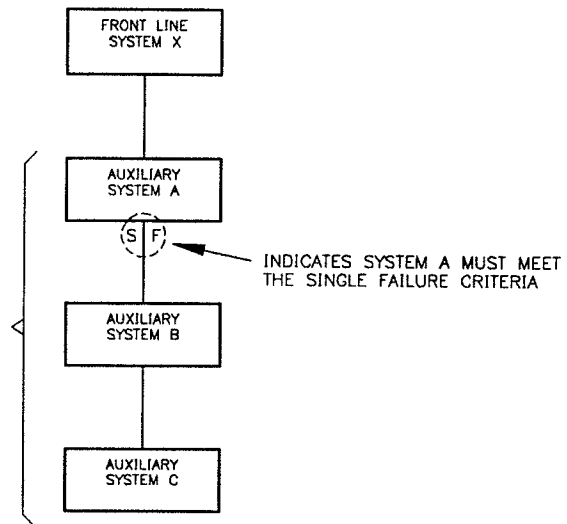 FRONT LINE
SYSTEM X
AUXILIARY
SYSTEM A
S F
INDICATES SYSTEM A MUST MEET
THE SINGLE FAILURE CRITERIA
AUXILIARY
SYSTEM B
AUXILIARY
SYSTEM C